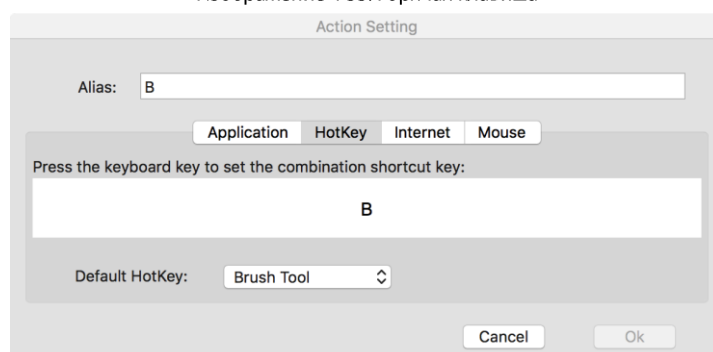 Action Setting
Alias: B
Application HotKey Internet Mouse
Press the keyboard key to set the combination shortcut key:
B
Default HotKey: Brush Tool
Cancel Ok